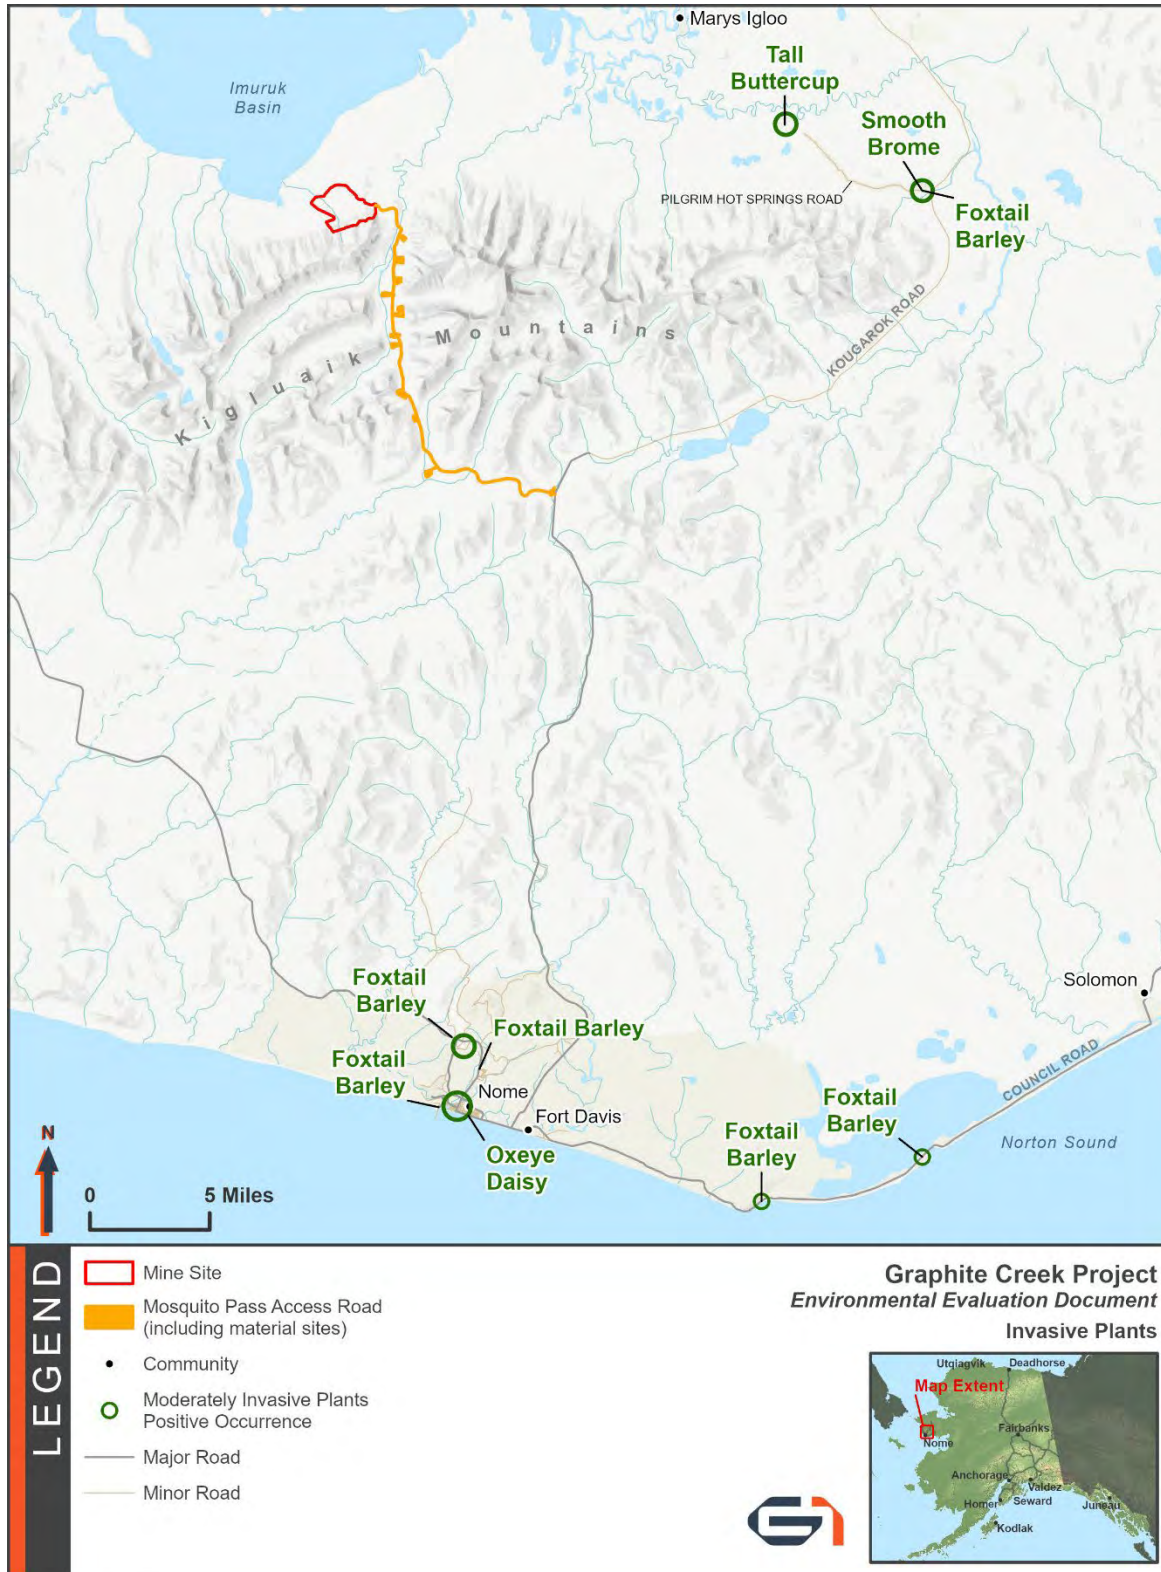 Marys Igloo
Imuruk
Basin
Tall
Buttercup
Smooth
Brome
PILGRIM HOT SPRINGS ROAD
Foxtail
Barley
KOUGAROK ROAD
Kigluaik Mountains
Solomon
Foxtail
Barley
Foxtail Barley
Foxtail
Barley
Nome
Fort Davis
Oxeye
Daisy
Foxtail
Barley
Foxtail
Barley
COUNCIL ROAD
Norton Sound
N
0 5 Miles
LEGEND
Mine Site
Mosquito Pass Access Road
(including material sites)
Community
Moderately Invasive Plants
Positive Occurrence
Major Road
Minor Road
Graphite Creek Project
Environmental Evaluation Document
Invasive Plants
Utqiagvik
Deadhorse
Map Extent
Nome
Fairbanks
Anchorage
Valdez
Homer
Seward
Juneau
Kodiak
G1